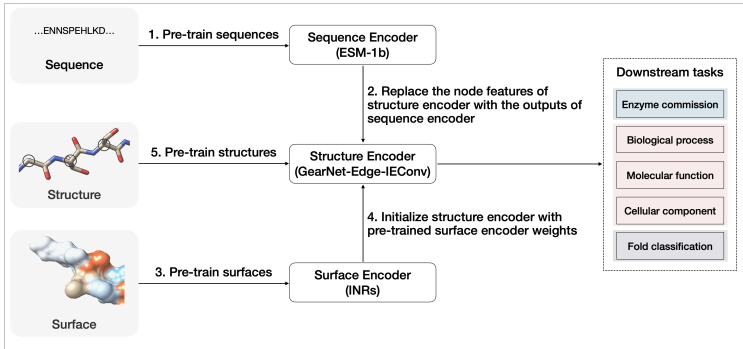 ...ENNSPEHLKD...
Sequence
1. Pre-train sequences
Sequence Encoder
(ESM-1b)
2. Replace the node features of
structure encoder with the outputs of
sequence encoder
Structure
5. Pre-train structures
Structure Encoder
(GearNet-Edge-IEConv)
4. Initialize structure encoder with
pre-trained surface encoder weights
Surface
3. Pre-train surfaces
Surface Encoder
(INRs)
Downstream tasks
Enzyme commission
Biological process
Molecular function
Cellular component
Fold classification